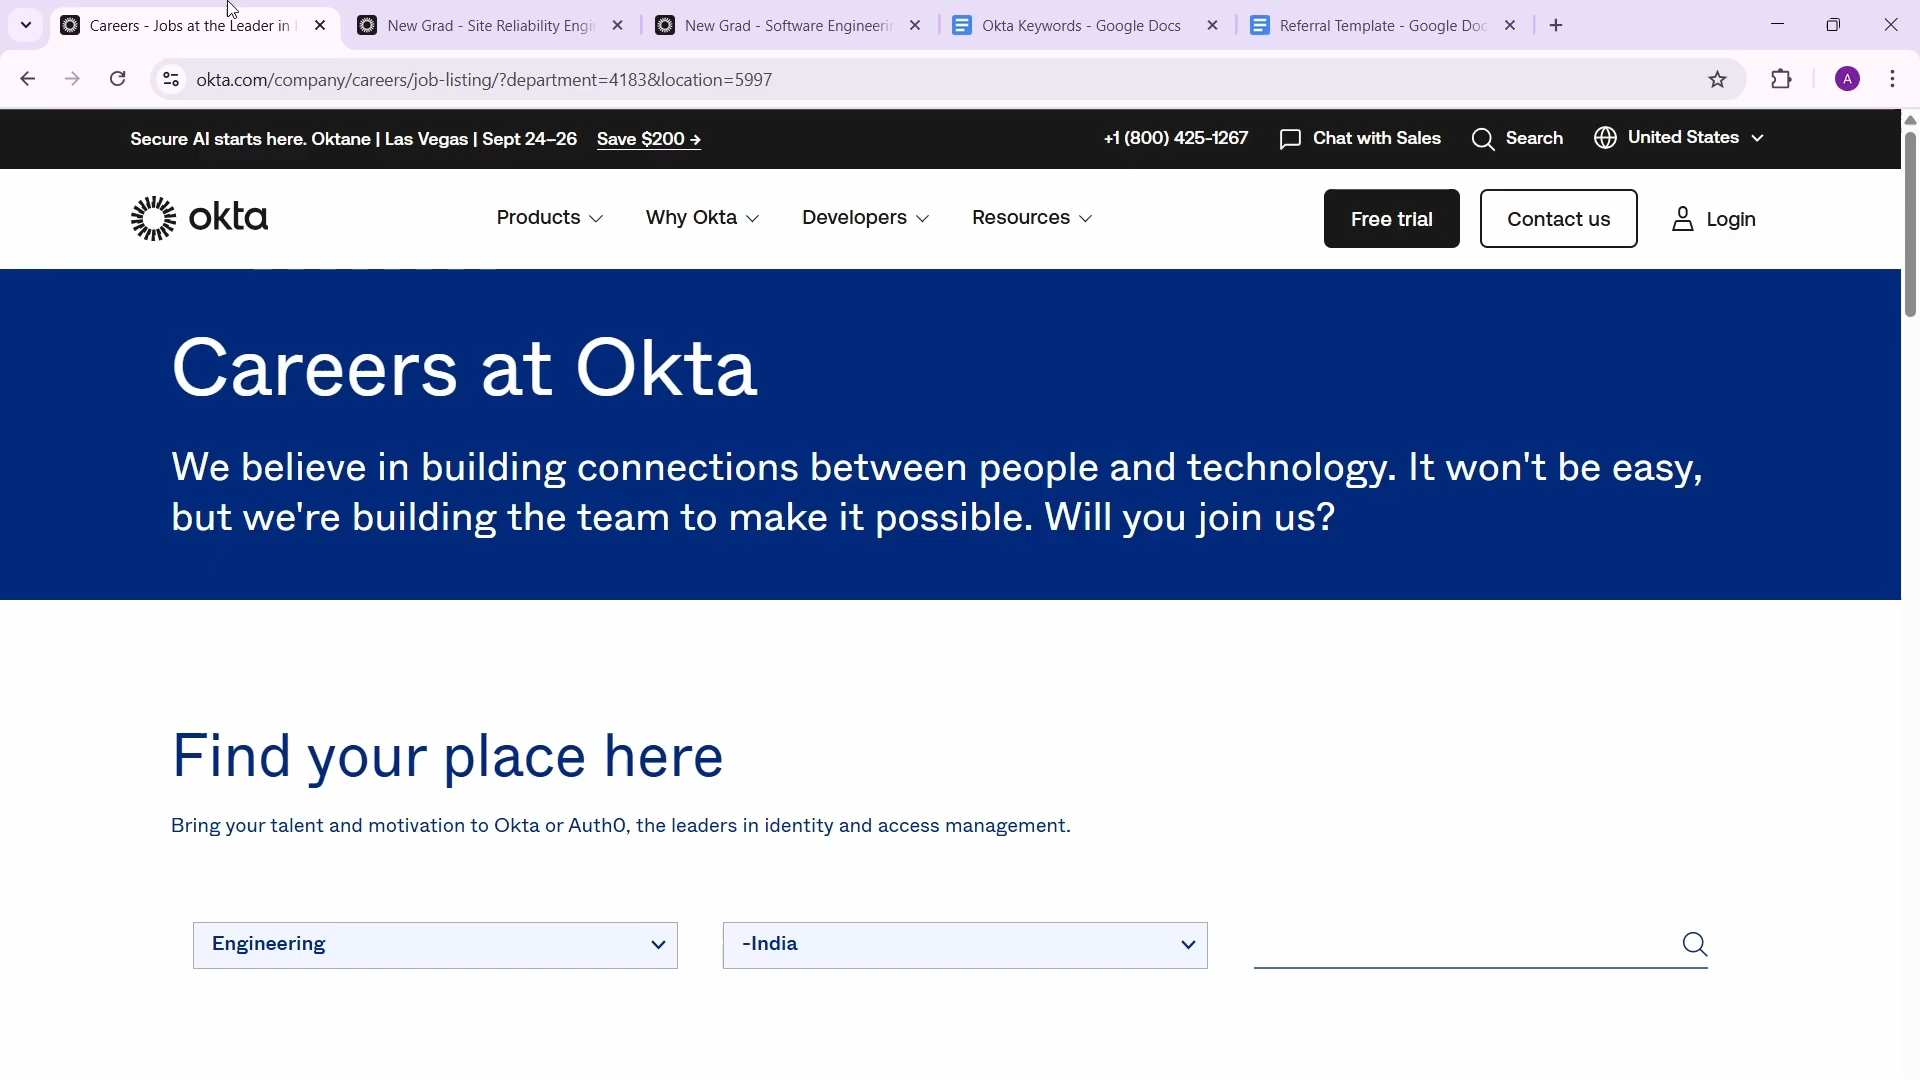 Careers - Jobs at the Leader in
New Grad - Site Reliability Engi
New Grad - Software Engineerin
Okta Keywords - Google Docs
Referral Template - Google Doc
okta.com/company/careers/job-listing/?department=4183&location=5997
A
Secure AI starts here. Oktane | Las Vegas | Sept 24–26 Save $200 →
+1 (800) 425-1267
Chat with Sales
Search
United States
okta
Products
Why Okta
Developers
Resources
Free trial
Contact us
Login
Careers at Okta
We believe in building connections between people and technology. It won't be easy,
but we're building the team to make it possible. Will you join us?
Find your place here
Bring your talent and motivation to Okta or Auth0, the leaders in identity and access management.
Engineering
-India